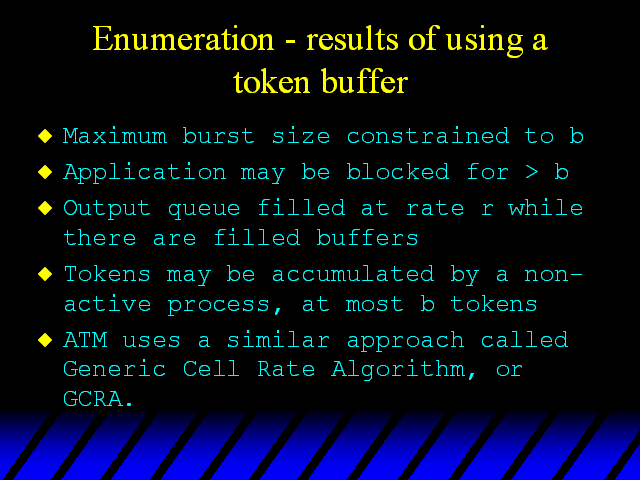 Enumeration - results of using a
token buffer
Maximum burst size constrained to b
Application may be blocked for > b
Output queue filled at rate r while
there are filled buffers
Tokens may be accumulated by a non-
active process, at most b tokens
ATM uses a similar approach called
Generic Cell Rate Algorithm, or
GCRA.